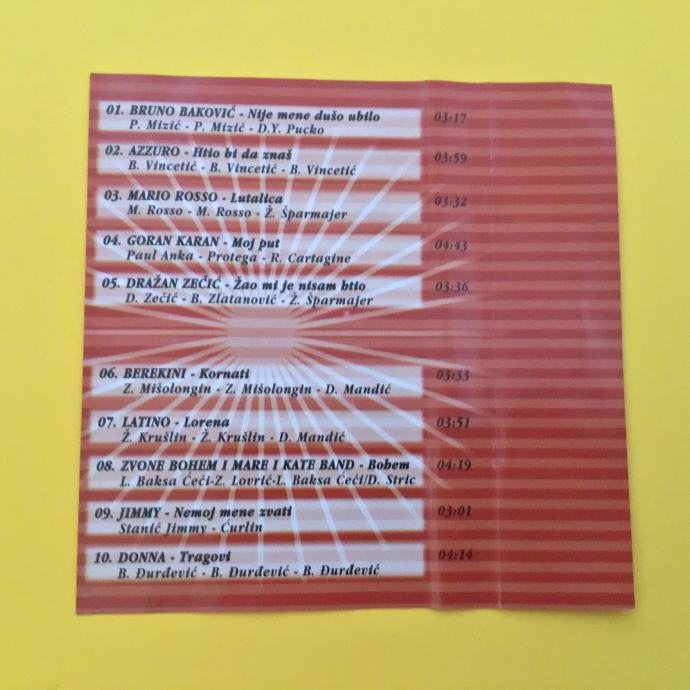 01. BRUNO BAKOVIĆ - Nije mene dušo ubilo 03:17
P. Mizić - P. Mizić - D.Y. Pucko
02. AZZURO - Htio bi da znaš 03:59
B. Vincetić - B. Vincetić - B. Vincetić
03. MARIO ROSSO - Lutalica 03:32
M. Rosso - M. Rosso - Ž. Šparmajer
04. GORAN KARAN - Moj put 04:43
Paul Anka - Protega - R. Cartagine
05. DRAŽAN ZEČIĆ - Žao mi je nisam htio 03:36
D. Zečić - B. Zlatanović - Ž. Šparmajer
06. BEREKINI - Kornati 03:33
Z. Mišolongin - Z. Mišolongin - D. Mandić
07. LATINO - Lorena 03:51
Ž. Krušlin - Ž. Krušlin - D. Mandić
08. ZVONE BOHEM I MARE I KATE BAND - Bohem 04:19
L. Baksa Ćeći-Z. Lovrić-L. Baksa Ćeći/D. Stric
09. JIMMY - Nemoj mene zvati 03:01
Stanić Jimmy - Ćurlin
10. DONNA - Tragovi 04:14
B. Đurđević - B. Đurđević - B. Đurđević